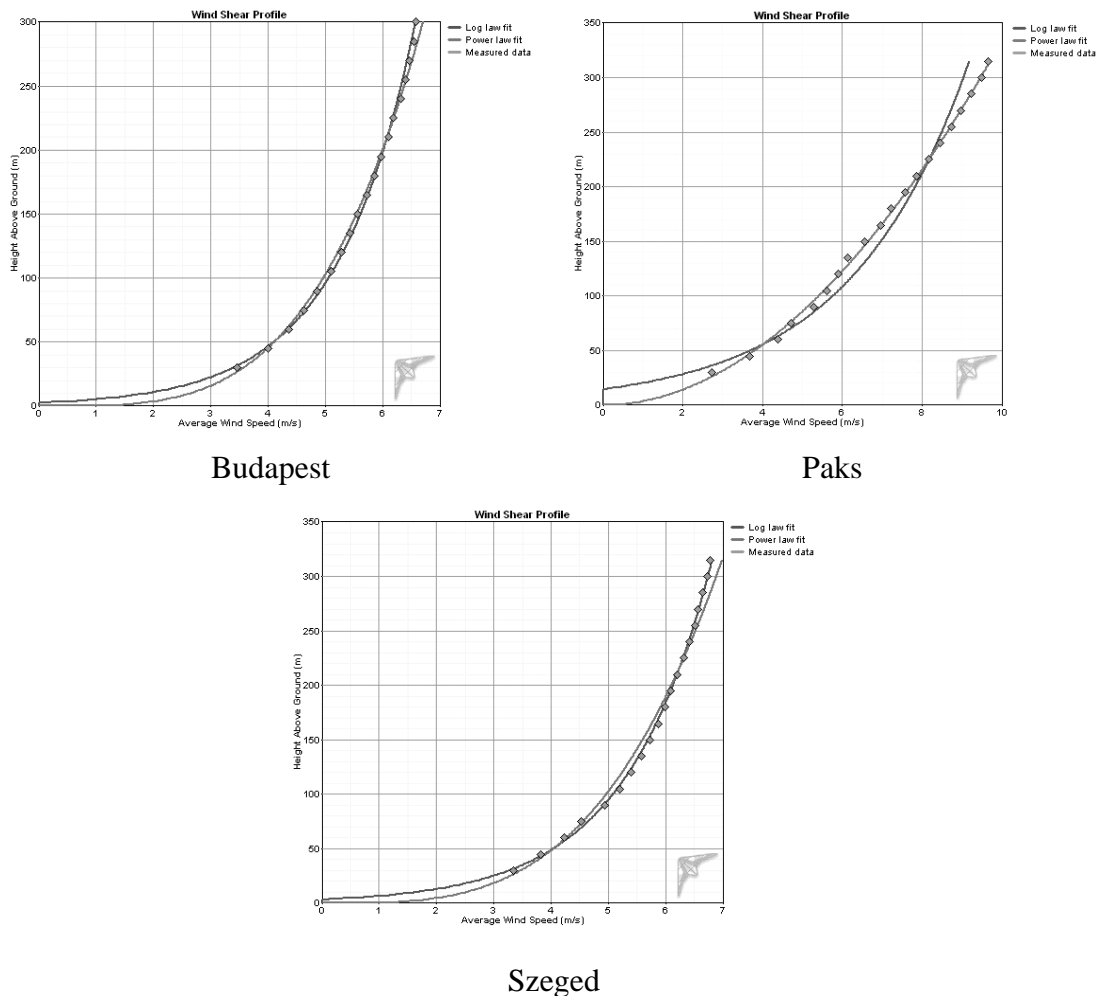 Wind Shear Profile
Log law fit
Power law fit
Measured data
Height Above Ground (m)
300
250
200
150
100
50
0
0 1 2 3 4 5 6 7
Average Wind Speed (m/s)
Budapest
Wind Shear Profile
Log law fit
Power law fit
Measured data
Height Above Ground (m)
350
300
250
200
150
100
50
0
0 2 4 6 8 10
Average Wind Speed (m/s)
Paks
Wind Shear Profile
Log law fit
Power law fit
Measured data
Height Above Ground (m)
350
300
250
200
150
100
50
0
0 1 2 3 4 5 6 7
Average Wind Speed (m/s)
Szeged